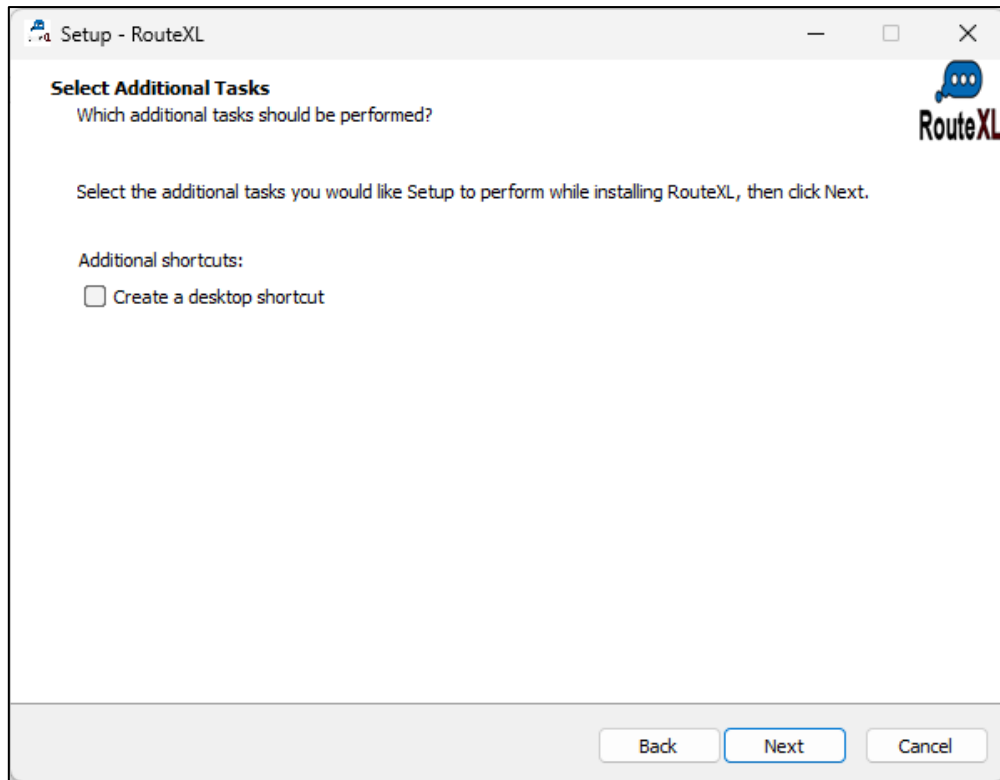 Setup - RouteXL
Select Additional Tasks
Which additional tasks should be performed?
RouteXL
Select the additional tasks you would like Setup to perform while installing RouteXL, then click Next.
Additional shortcuts:
Create a desktop shortcut
Back Next Cancel